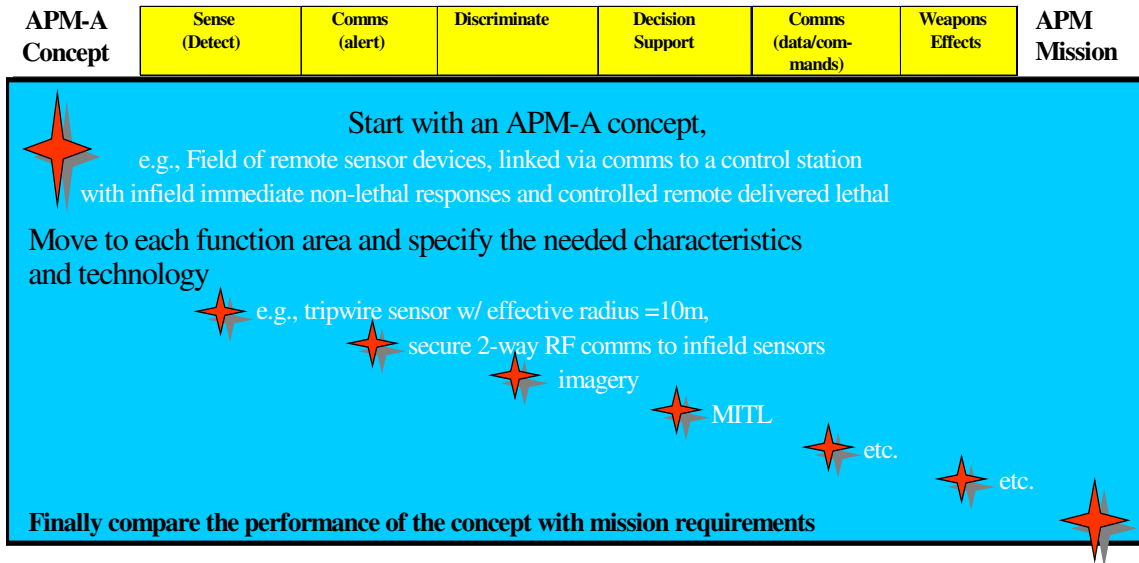 APM-A
Concept
Sense
(Detect)
Comms
(alert)
Discriminate
Decision
Support
Comms
(data/com-
mands)
Weapons
Effects
APM
Mission
Start with an APM-A concept,
e.g., Field of remote sensor devices, linked via comms to a control station
with infield immediate non-lethal responses and controlled remote delivered lethal
Move to each function area and specify the needed characteristics
and technology
e.g., tripwire sensor w/ effective radius =10m,
secure 2-way RF comms to infield sensors
imagery
MITL
etc.
etc.
Finally compare the performance of the concept with mission requirements